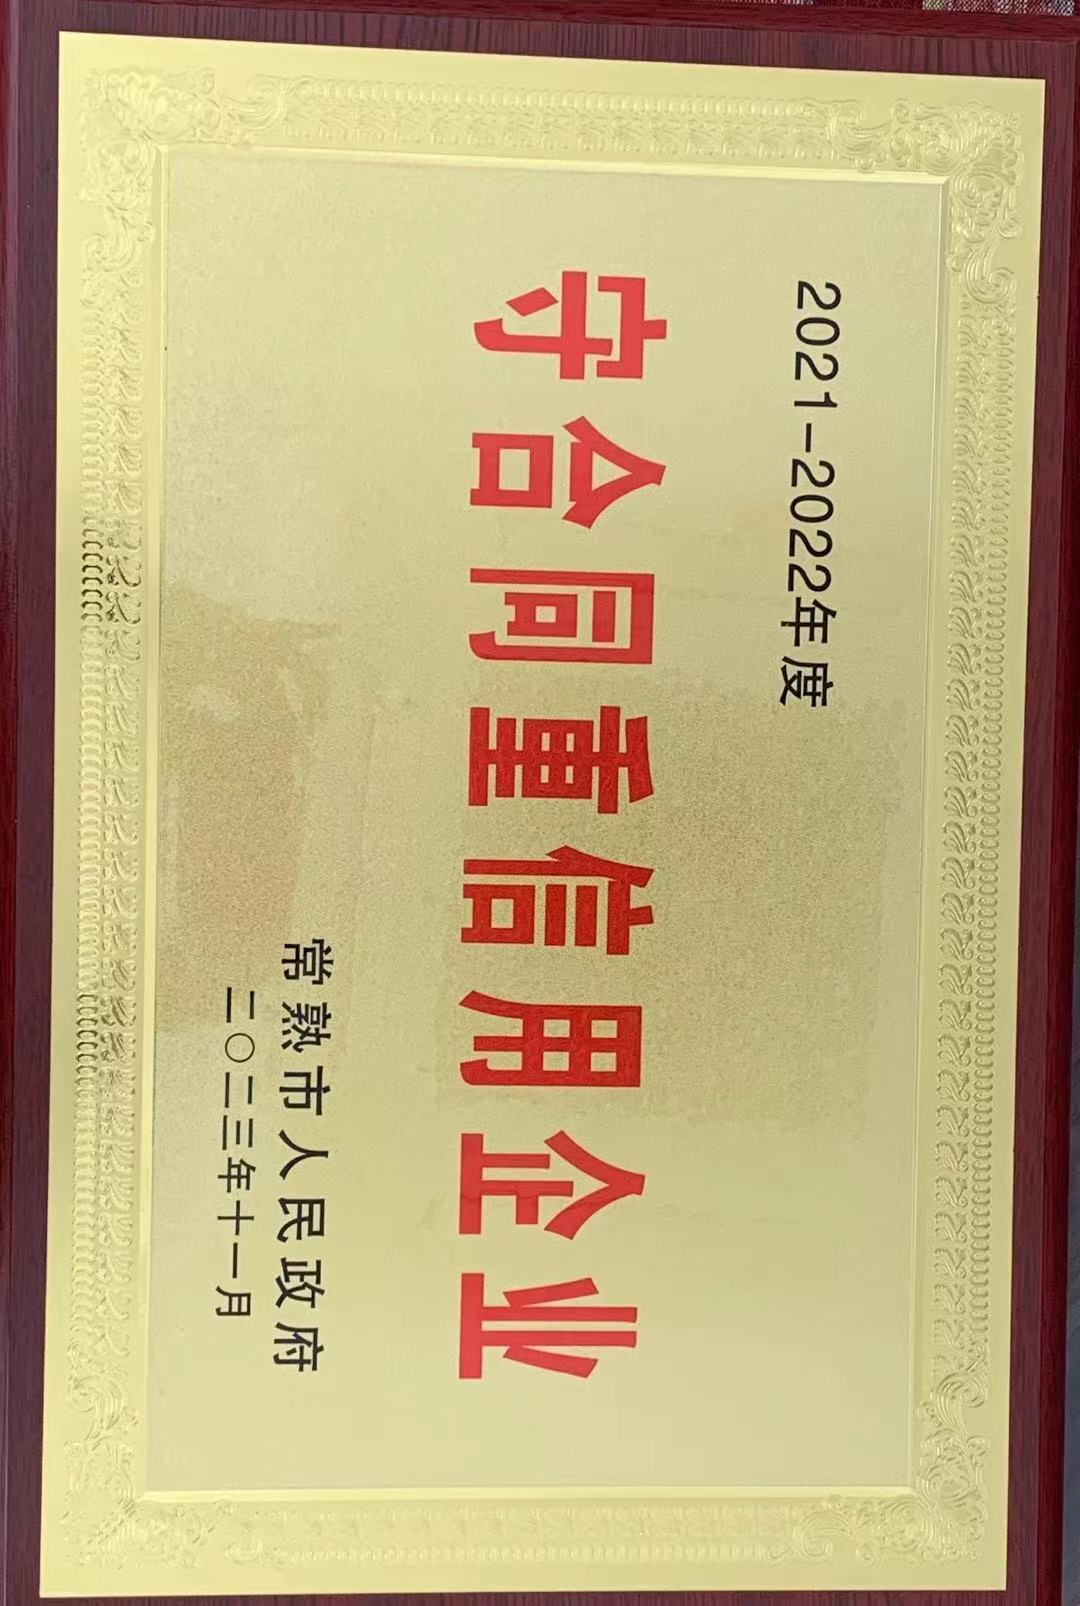 2021-2022年度
守合同重信用企业
常熟市人民政府
二〇二三年十一月